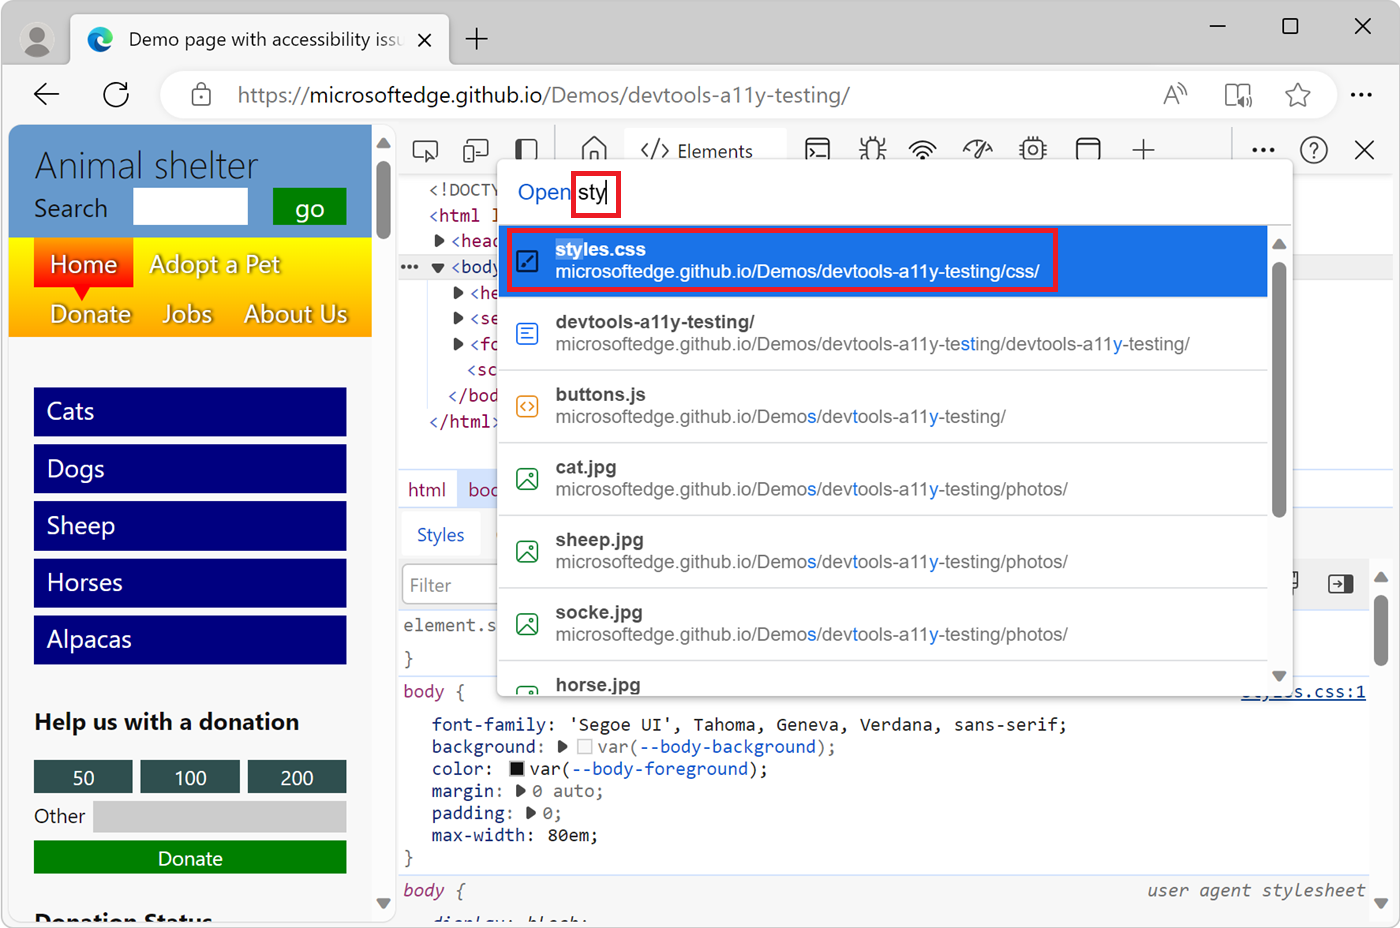 Demo page with accessibility issu
https://microsoftedge.github.io/Demos/devtools-a11y-testing/
Animal shelter
Search
go
Home
Adopt a Pet
Donate
Jobs
About Us
Cats
Dogs
Sheep
Horses
Alpacas
Help us with a donation
50
100
200
Other
Donate
Donation Status
Elements
<!DOCTY
<html l
<head
<body
<he
<se
<fo
<sc
</bod
</html>
html
bod
Open sty
styles.css
microsoftedge.github.io/Demos/devtools-a11y-testing/css/
devtools-a11y-testing/
microsoftedge.github.io/Demos/devtools-a11y-testing/devtools-a11y-testing/
buttons.js
microsoftedge.github.io/Demos/devtools-a11y-testing/
cat.jpg
microsoftedge.github.io/Demos/devtools-a11y-testing/photos/
sheep.jpg
microsoftedge.github.io/Demos/devtools-a11y-testing/photos/
socke.jpg
microsoftedge.github.io/Demos/devtools-a11y-testing/photos/
horse.jpg
Styles
Filter
element.s
}
body {
styles.css:1
font-family: 'Segoe UI', Tahoma, Geneva, Verdana, sans-serif;
background: var(--body-background);
color: var(--body-foreground);
margin: 0 auto;
padding: 0;
max-width: 80em;
}
body {
user agent stylesheet
display: block;